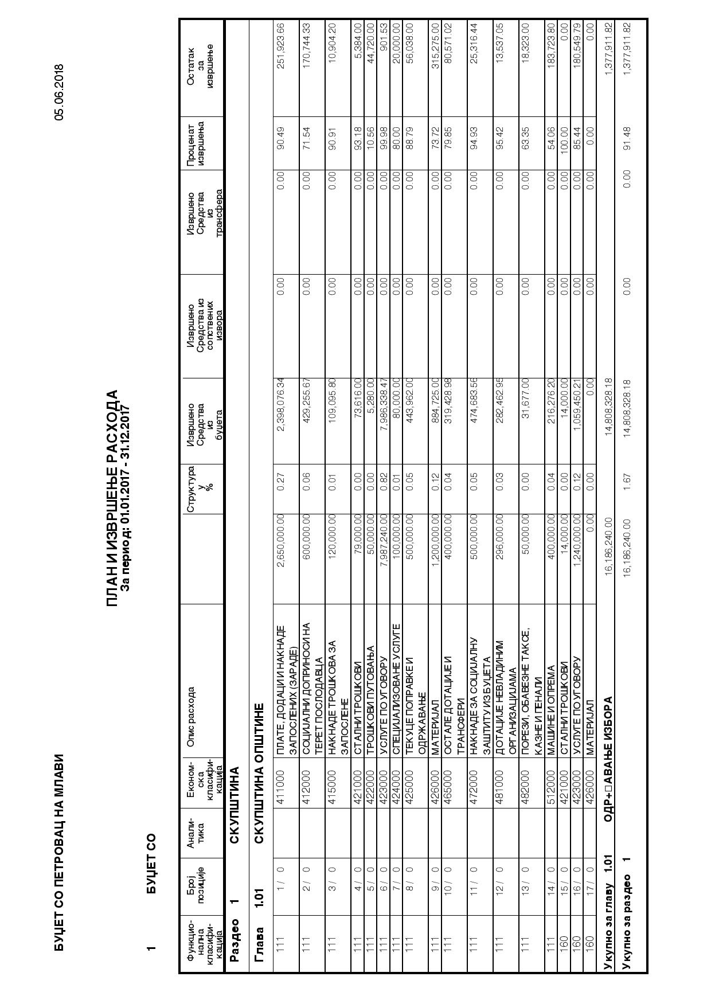 БУЏЕТ СО ПЕТРОВАЦ НА МЛАВИ 05.06.2018
ПЛАН И ИЗВРШЕЊЕ РАСХОДА
За период: 01.01.2017 - 31.12.2017
1 БУЏЕТ СО
Функцио-нална класифи-кација Број позиције Анали-тика Економ-ска класифи-кација Опис расхода Структура у % Извршено Средства из буџета Извршено Средства из сопствених извора Извршено Средства из трансфера Проценат извршења Остатак за извршење
Раздео 1 СКУПШТИНА
Глава 1.01 СКУПШТИНА ОПШТИНЕ
111 1 / 0 411000 ПЛАТЕ, ДОДАЦИ И НАКНАДЕ 2,650,000.00 0.27 2,398,076.34 0.00 0.00 90.49 251,923.66
ЗАПОСЛЕНИХ (ЗАРАДЕ)
111 2 / 0 412000 СОЦИЈАЛНИ ДОПРИНОСИ НА 600,000.00 0.06 429,255.67 0.00 0.00 71.54 170,744.33
ТЕРЕТ ПОСЛОДАВЦА
111 3 / 0 415000 НАКНАДЕ ТРОШКОВА ЗА 120,000.00 0.01 109,095.80 0.00 0.00 90.91 10,904.20
ЗАПОСЛЕНЕ
111 4 / 0 421000 СТАЛНИ ТРОШКОВИ 79,000.00 0.00 73,616.00 0.00 0.00 93.18 5,384.00
111 5 / 0 422000 ТРОШКОВИ ПУТОВАЊА 50,000.00 0.00 5,280.00 0.00 0.00 10.56 44,720.00
111 6 / 0 423000 УСЛУГЕ ПО УГОВОРУ 7,987,240.00 0.82 7,986,338.47 0.00 0.00 99.98 901.53
111 7 / 0 424000 СПЕЦИЈАЛИЗОВАНЕ УСЛУГЕ 100,000.00 0.01 80,000.00 0.00 0.00 80.00 20,000.00
111 8 / 0 425000 ТЕКУЦЕ ПОПРАВКЕ И 500,000.00 0.05 443,962.00 0.00 0.00 88.79 56,038.00
ОДРЖАВАЊЕ
111 9 / 0 426000 МАТЕРИЈАЛ 1,200,000.00 0.12 884,725.00 0.00 0.00 73.72 315,275.00
111 10 / 0 465000 ОСТАЛЕ ДОТАЦИЈЕ И 400,000.00 0.04 319,428.98 0.00 0.00 79.85 80,571.02
ТРАНСФЕРИ
111 11 / 0 472000 НАКНАДЕ ЗА СОЦИЈАЛНУ 500,000.00 0.05 474,683.56 0.00 0.00 94.93 25,316.44
ЗАШТИТУ ИЗ БУЏЕТА
111 12 / 0 481000 ДОТАЦИЈЕ НЕВЛАДИНИМ 296,000.00 0.03 282,462.95 0.00 0.00 95.42 13,537.05
ОРГАНИЗАЦИЈАМА
111 13 / 0 482000 ПОРЕЗИ, ОБАВЕЗНЕ ТАКСЕ, 50,000.00 0.00 31,677.00 0.00 0.00 63.35 18,323.00
КАЗНЕ И ПЕНАЛИ
111 14 / 0 512000 МАШИНЕ И ОПРЕМА 400,000.00 0.04 216,276.20 0.00 0.00 54.06 183,723.80
160 15 / 0 421000 СТАЛНИ ТРОШКОВИ 14,000.00 0.00 14,000.00 0.00 0.00 100.00 0.00
160 16 / 0 423000 УСЛУГЕ ПО УГОВОРУ 1,240,000.00 0.12 1,059,450.21 0.00 0.00 85.44 180,549.79
160 17 / 0 426000 МАТЕРИЈАЛ 0.00 0.00 0.00 0.00 0.00 0.00 0.00
Укупно за главу 1.01 ОДР+□АВАЊЕ ИЗБОРА 16,186,240.00 14,808,328.18 1,377,911.82
Укупно за раздео 1 16,186,240.00 1.67 14,808,328.18 0.00 0.00 91.48 1,377,911.82